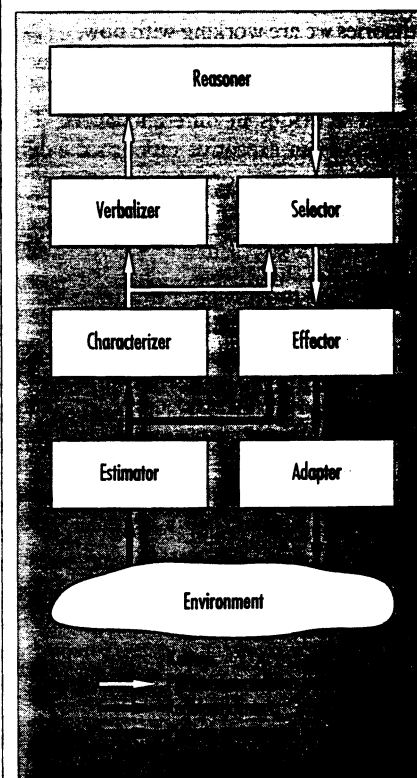 Reasoner
Verbalizer
Selector
Characterizer
Effector
Estimator
Adapter
Environment